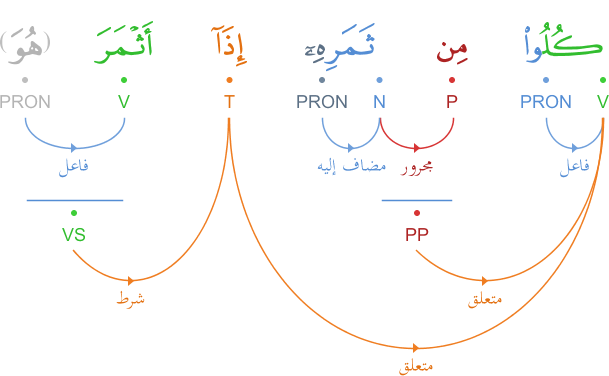 كُلُوا۟ مِن ثَمَرِهِۦٓ إِذَآ أَثْمَرَ (هُوَ)
V PRON P N PRON T V PRON
فاعل مجرور مضاف إليه فاعل
PP VS
متعلق شرط
متعلق